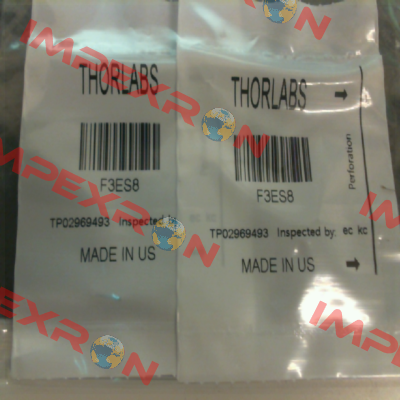 THORLABS
F3ES8
TP02969493 Inspected b
MADE IN US
THORLABS
F3ES8
TP02969493 Inspected by: ec kc
MADE IN US
Perforation
IMPEXRON
IMPEXRON
IMPEXRON